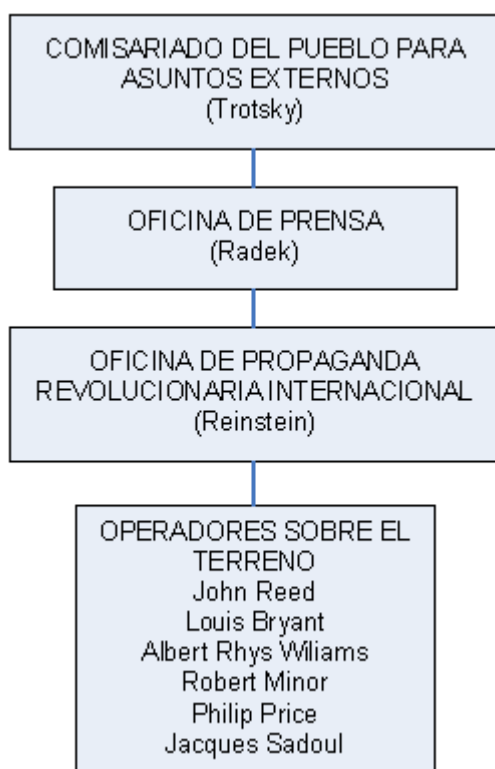 COMISARIADO DEL PUEBLO PARA
ASUNTOS EXTERNOS
(Trotsky)
OFICINA DE PRENSA
(Radek)
OFICINA DE PROPAGANDA
REVOLUCIONARIA INTERNACIONAL
(Reinstein)
OPERADORES SOBRE EL
TERRENO
John Reed
Louis Bryant
Albert Rhys Wiliams
Robert Minor
Philip Price
Jacques Sadoul